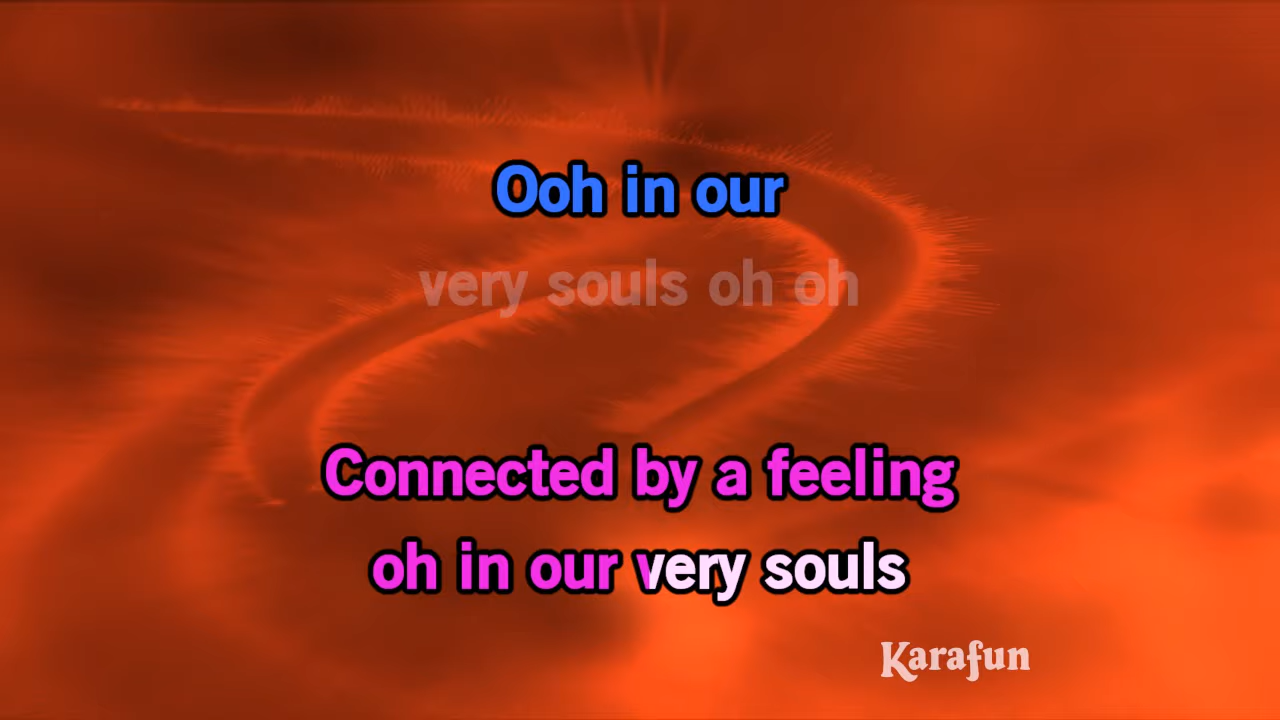 Ooh in our
very souls oh oh
Connected by a feeling
oh in our very souls
Karafun